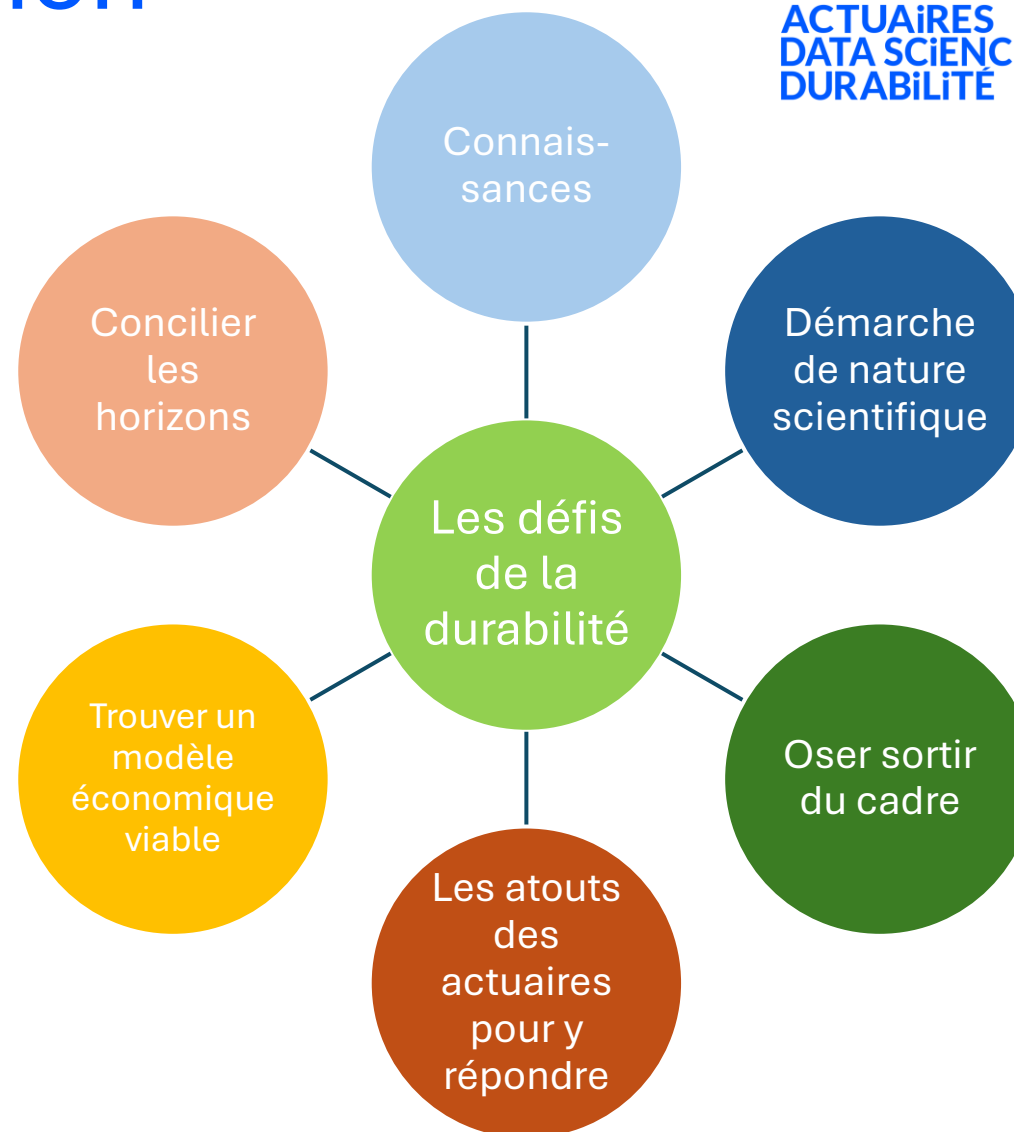 ACTUAiRES
DATA SCiENC
DURABiLiTÉ
Connais-
sances
Démarche
de nature
scientifique
Oser sortir
du cadre
Les atouts
des
actuaires
pour y
répondre
Trouver un
modèle
économique
viable
Concilier
les
horizons
Les défis
de la
durabilité